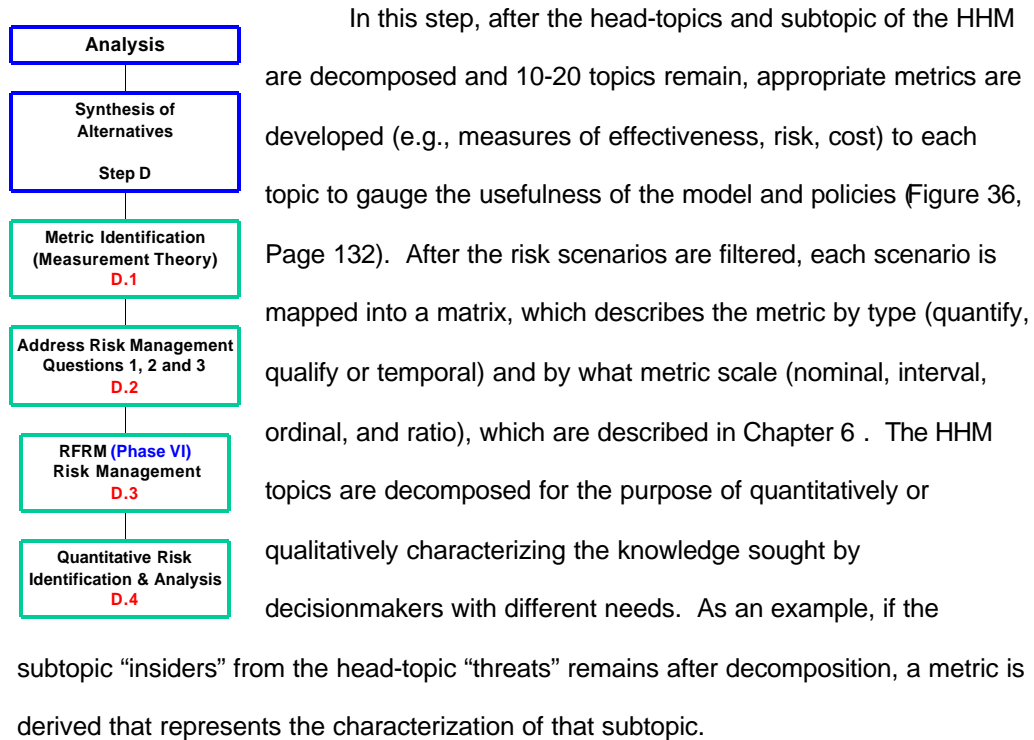 Analysis
Synthesis of
Alternatives
Step D
Metric Identification
(Measurement Theory)
D.1
Address Risk Management
Questions 1, 2 and 3
D.2
RFRM (Phase VI)
Risk Management
D.3
Quantitative Risk
Identification & Analysis
D.4
In this step, after the head-topics and subtopic of the HHM
are decomposed and 10-20 topics remain, appropriate metrics are
developed (e.g., measures of effectiveness, risk, cost) to each
topic to gauge the usefulness of the model and policies (Figure 36,
Page 132). After the risk scenarios are filtered, each scenario is
mapped into a matrix, which describes the metric by type (quantify,
qualify or temporal) and by what metric scale (nominal, interval,
ordinal, and ratio), which are described in Chapter 6 . The HHM
topics are decomposed for the purpose of quantitatively or
qualitatively characterizing the knowledge sought by
decisionmakers with different needs. As an example, if the
subtopic “insiders” from the head-topic “threats” remains after decomposition, a metric is
derived that represents the characterization of that subtopic.